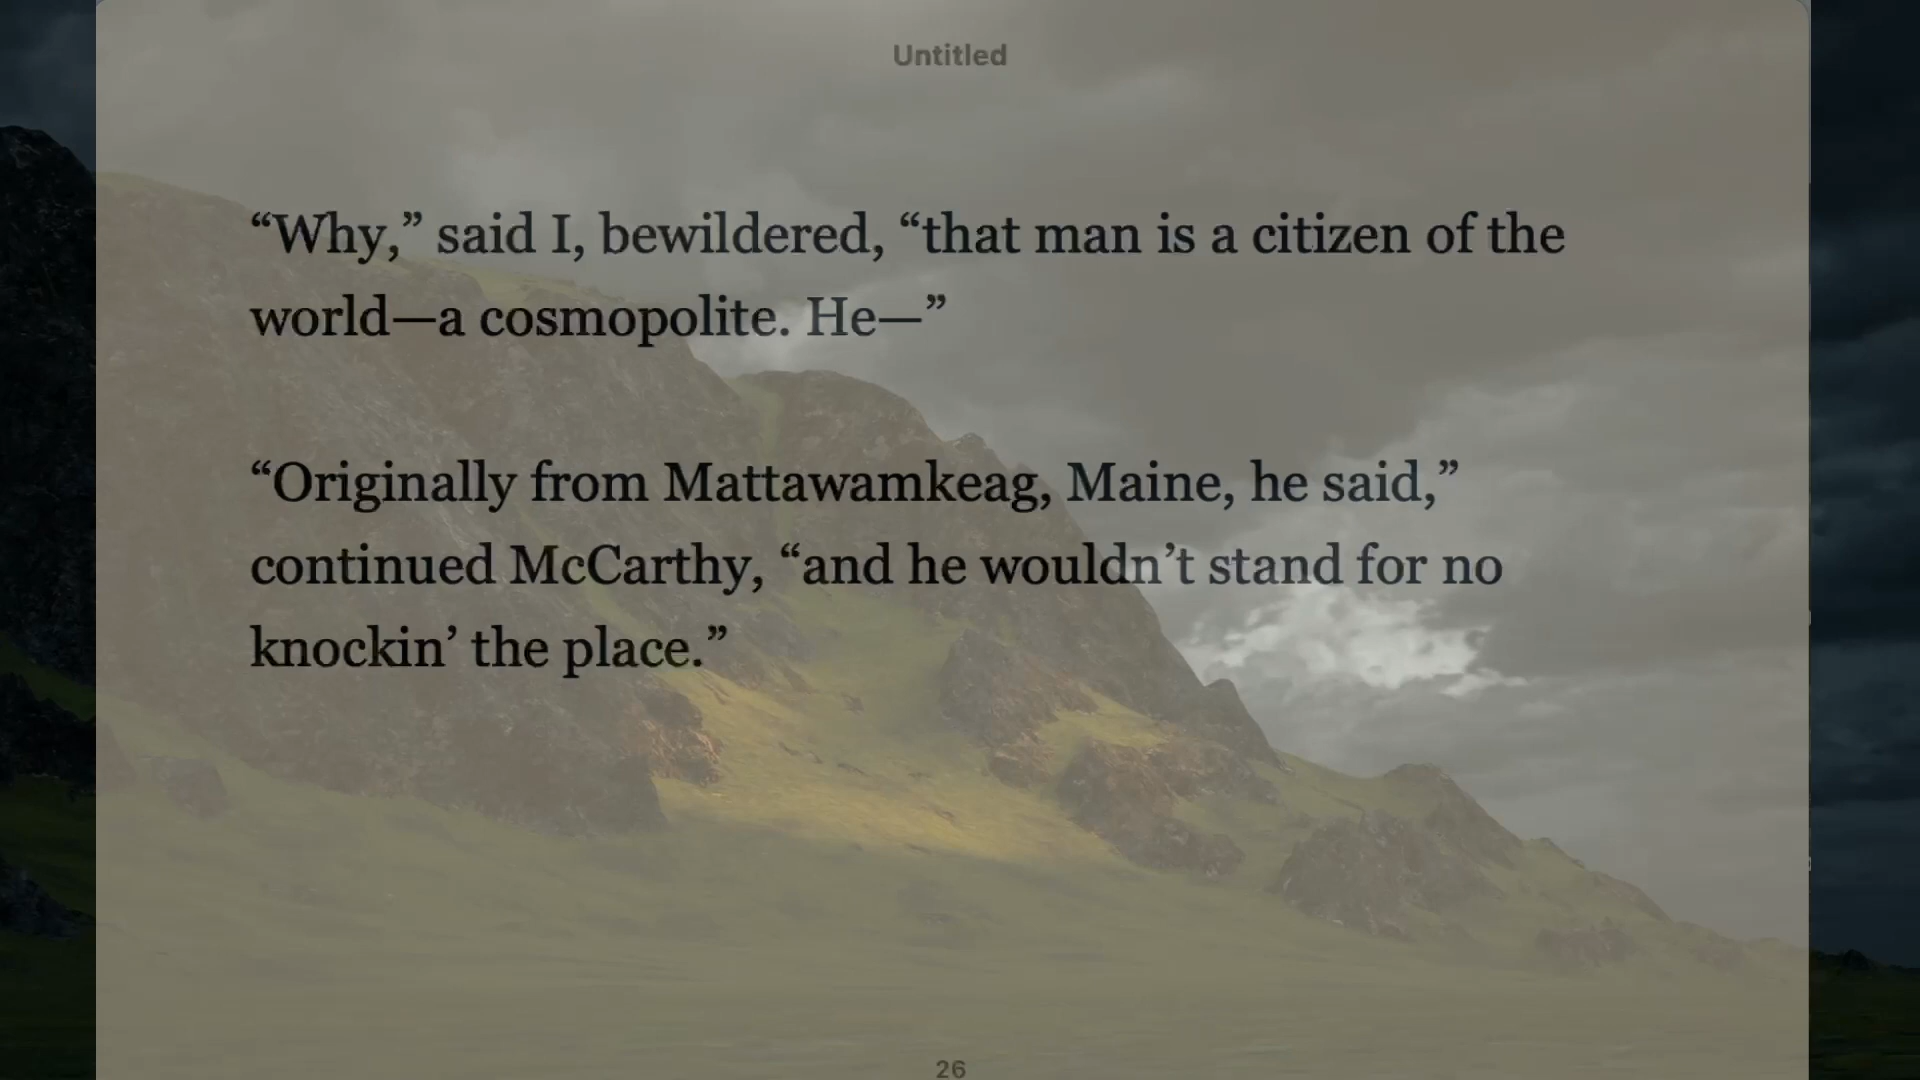 Untitled
“Why,” said I, bewildered, “that man is a citizen of the
world—a cosmopolite. He—”
“Originally from Mattawamkeag, Maine, he said,”
continued McCarthy, “and he wouldn’t stand for no
knockin’ the place.”
26